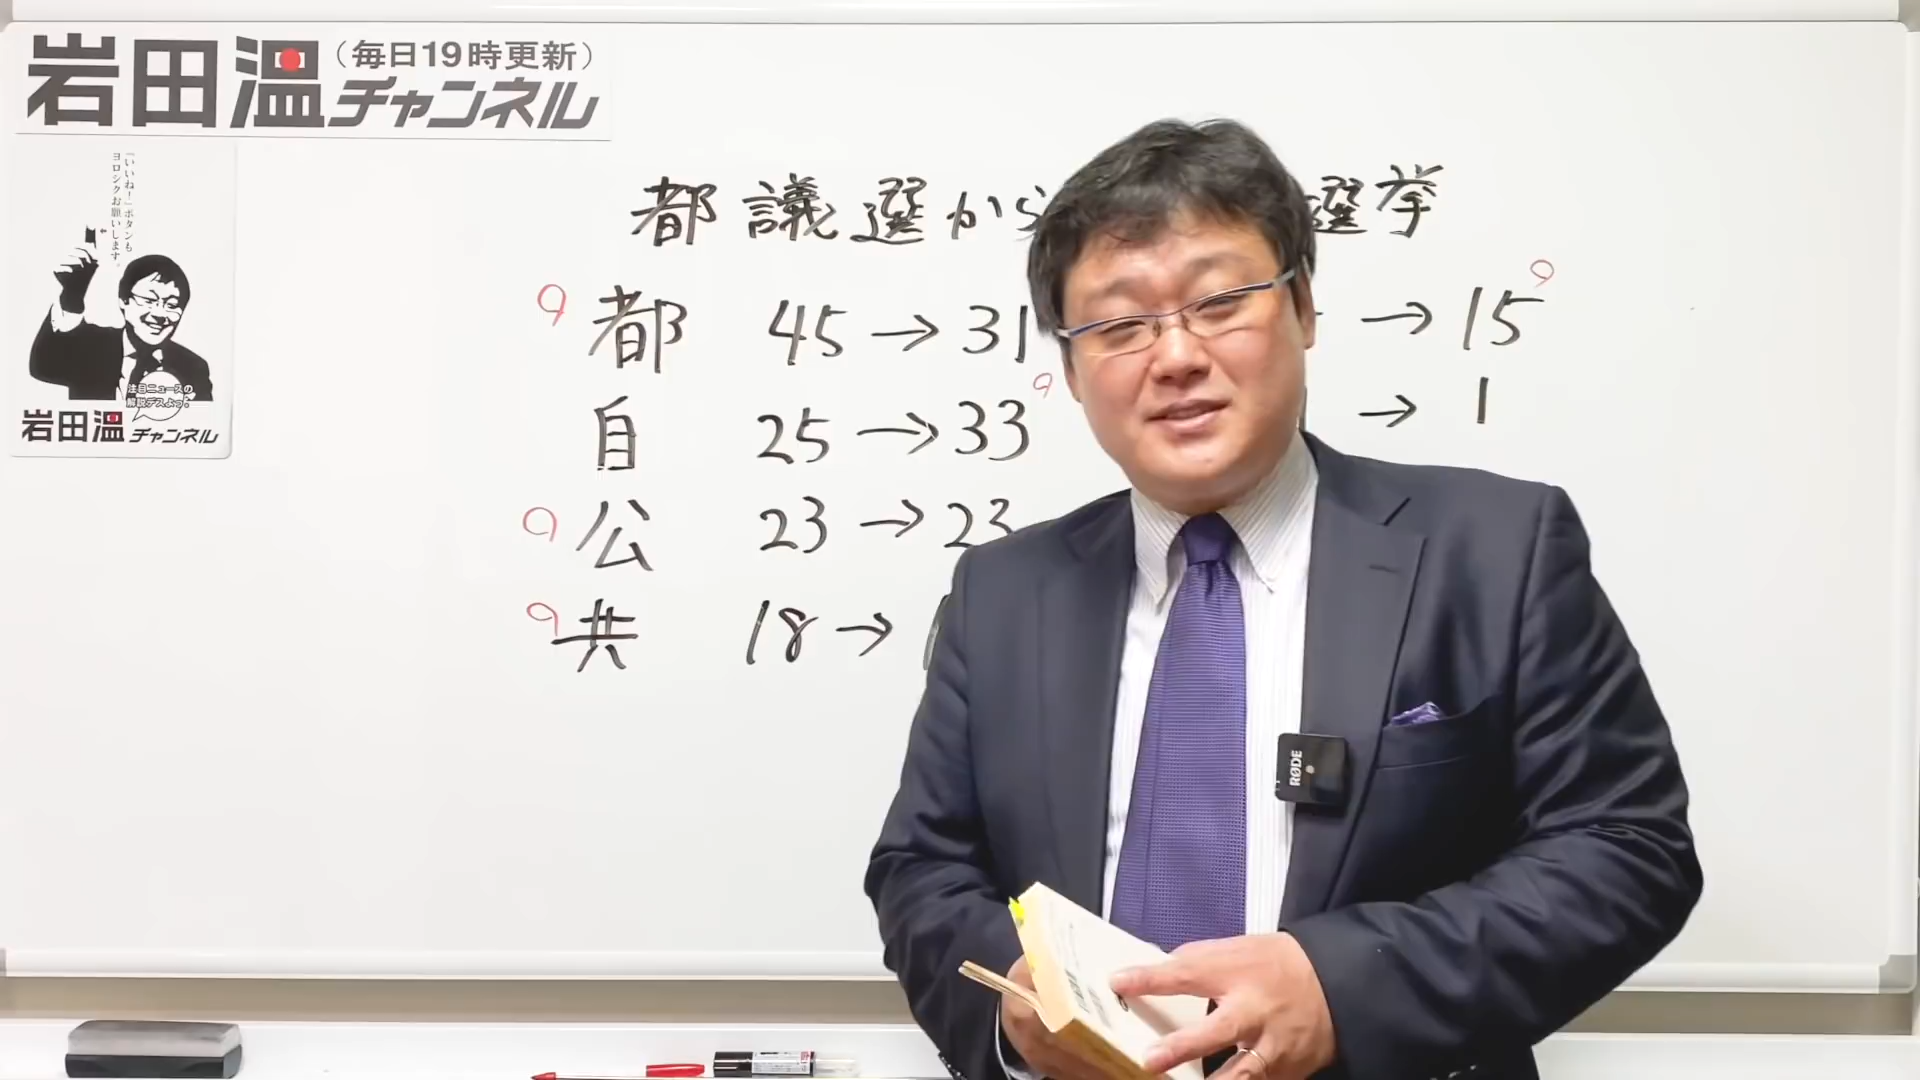 岩田温(毎日19時更新)
チャンネル
「いいね!」ボタンも
ヨロシクお願いします。
注目ニュースの
解説デスよっ!
岩田温チャンネル
都議選から 選挙
都 45→31 →15
自 25→33 → 1
公 23→23
共 18→
RØDE